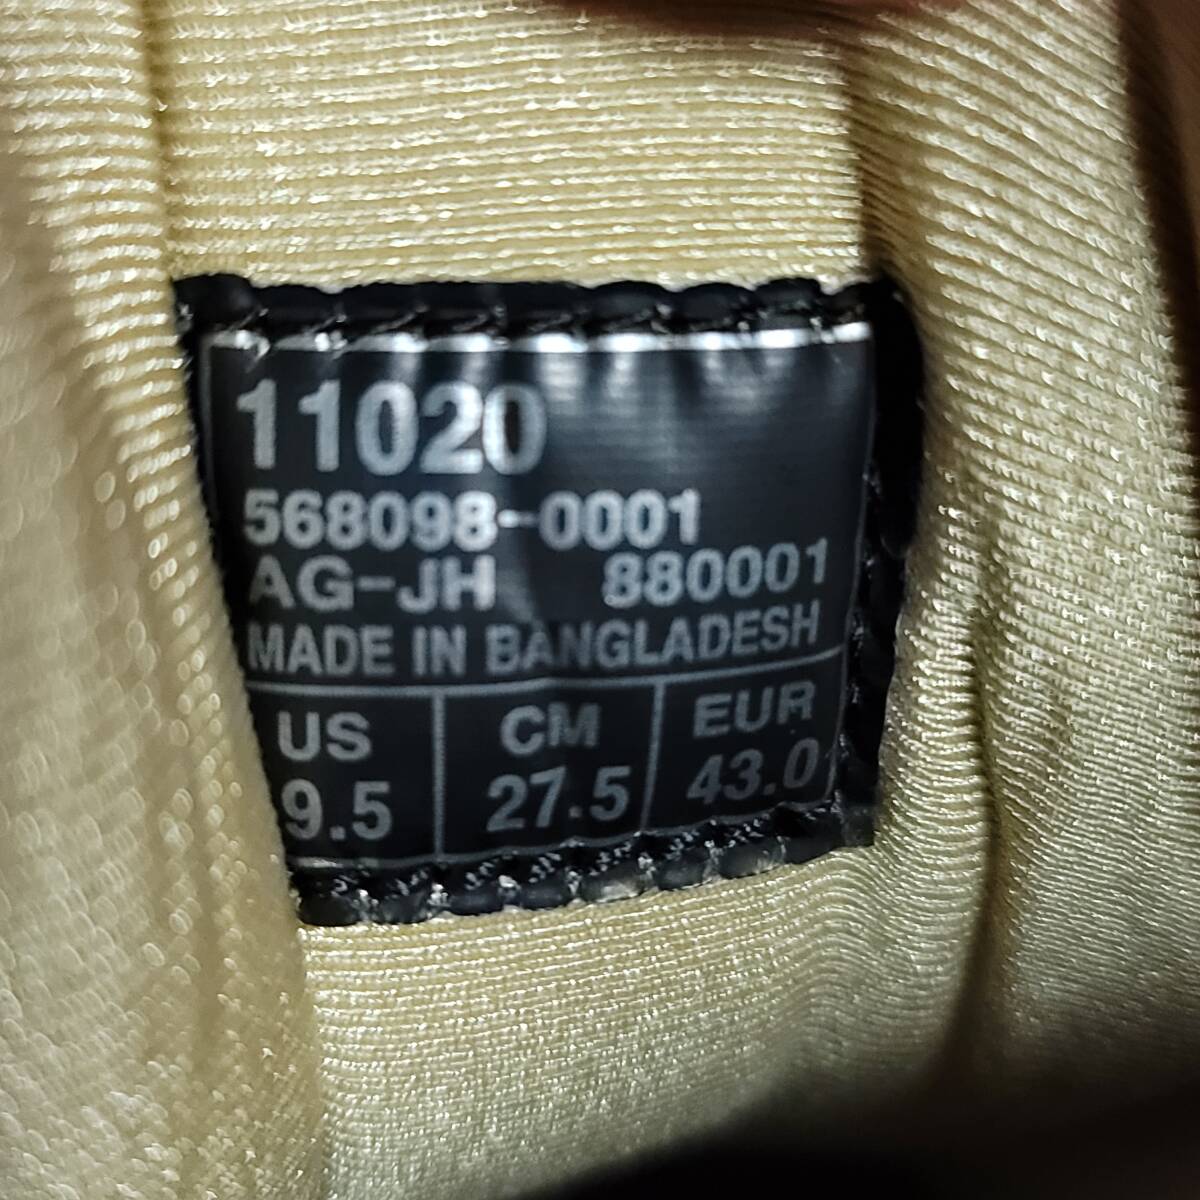 11020
568098-0001
AG-JH 880001
MADE IN BANGLADESH
US CM EUR
9.5 27.5 43.0